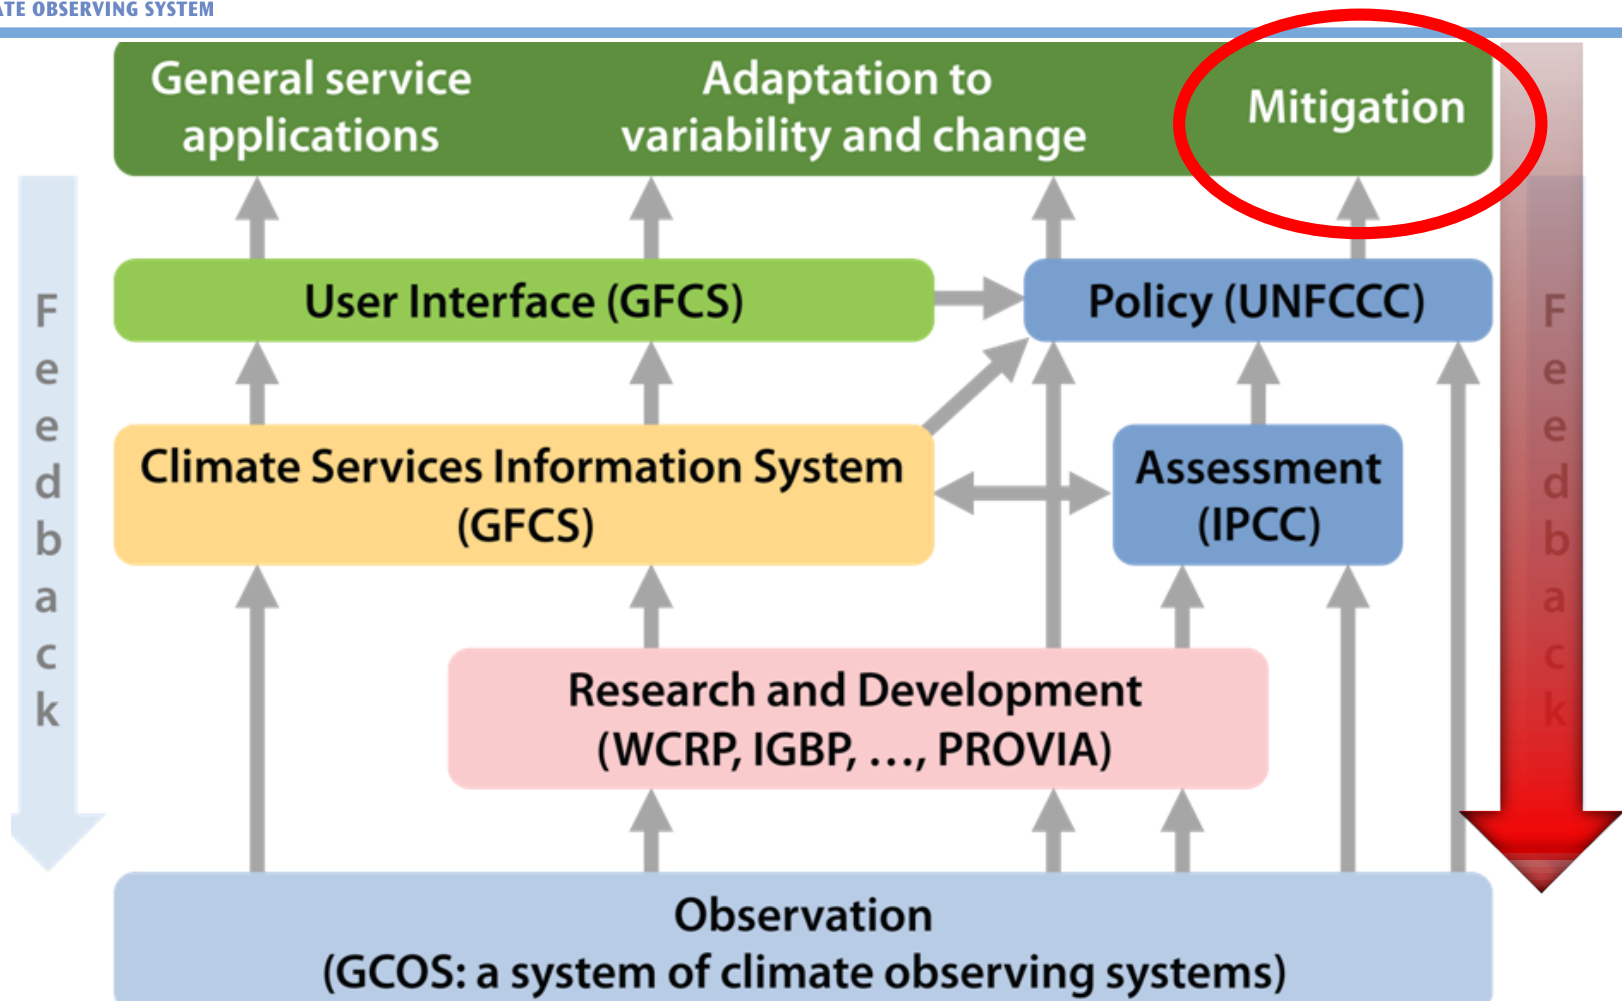 OBSERVING SYSTEM
General service
applications
Adaptation to
variability and change
Mitigation
User Interface (GFCS)
Policy (UNFCCC)
Climate Services Information System
(GFCS)
Assessment
(IPCC)
Research and Development
(WCRP, IGBP, ..., PROVIA)
Observation
(GCOS: a system of climate observing systems)
Feedback
Feedback